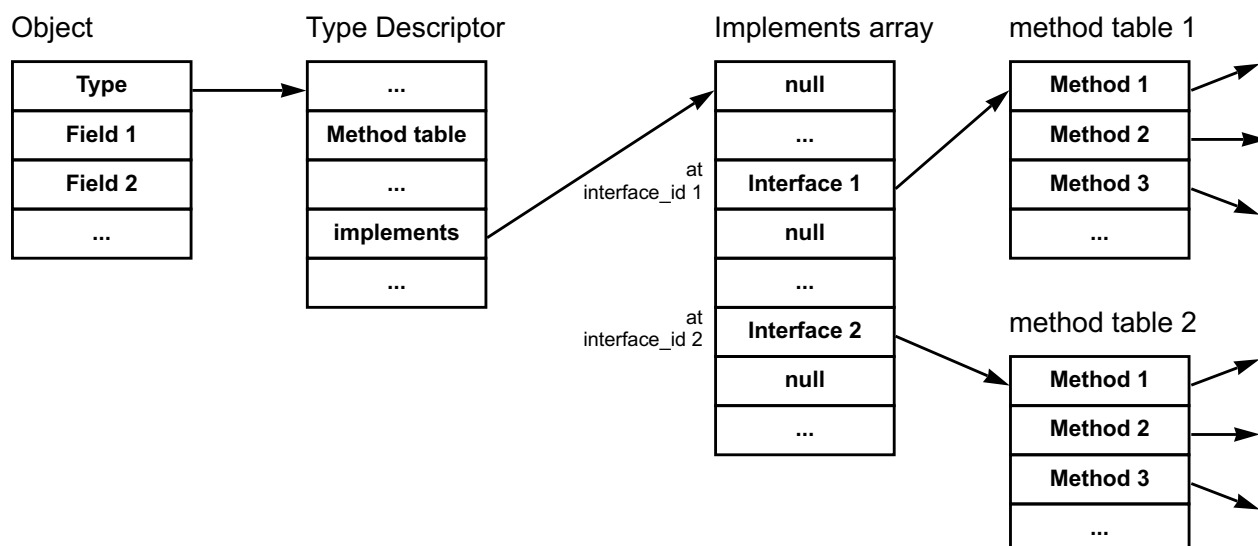 Object
Type
Field 1
Field 2
...
Type Descriptor
...
Method table
...
implements
...
Implements array
null
...
at
interface_id 1
Interface 1
null
...
at
interface_id 2
Interface 2
null
...
method table 1
Method 1
Method 2
Method 3
...
method table 2
Method 1
Method 2
Method 3
...